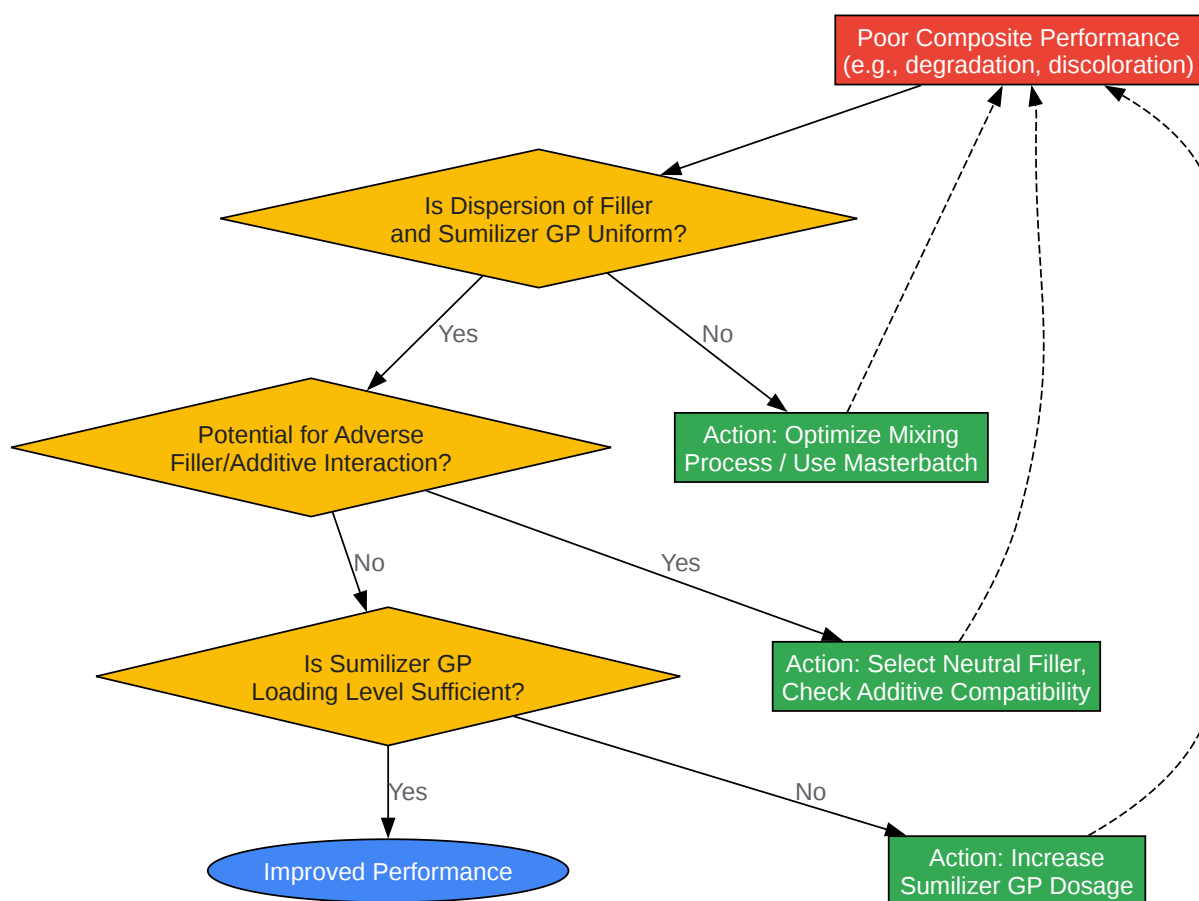 Poor Composite Performance
(e.g., degradation, discoloration)
Is Dispersion of Filler
and Sumilizer GP Uniform?
Yes
No
Potential for Adverse
Filler/Additive Interaction?
Action: Optimize Mixing
Process / Use Masterbatch
No
Yes
Is Sumilizer GP
Loading Level Sufficient?
Action: Select Neutral Filler,
Check Additive Compatibility
Yes
No
Improved Performance
Action: Increase
Sumilizer GP Dosage